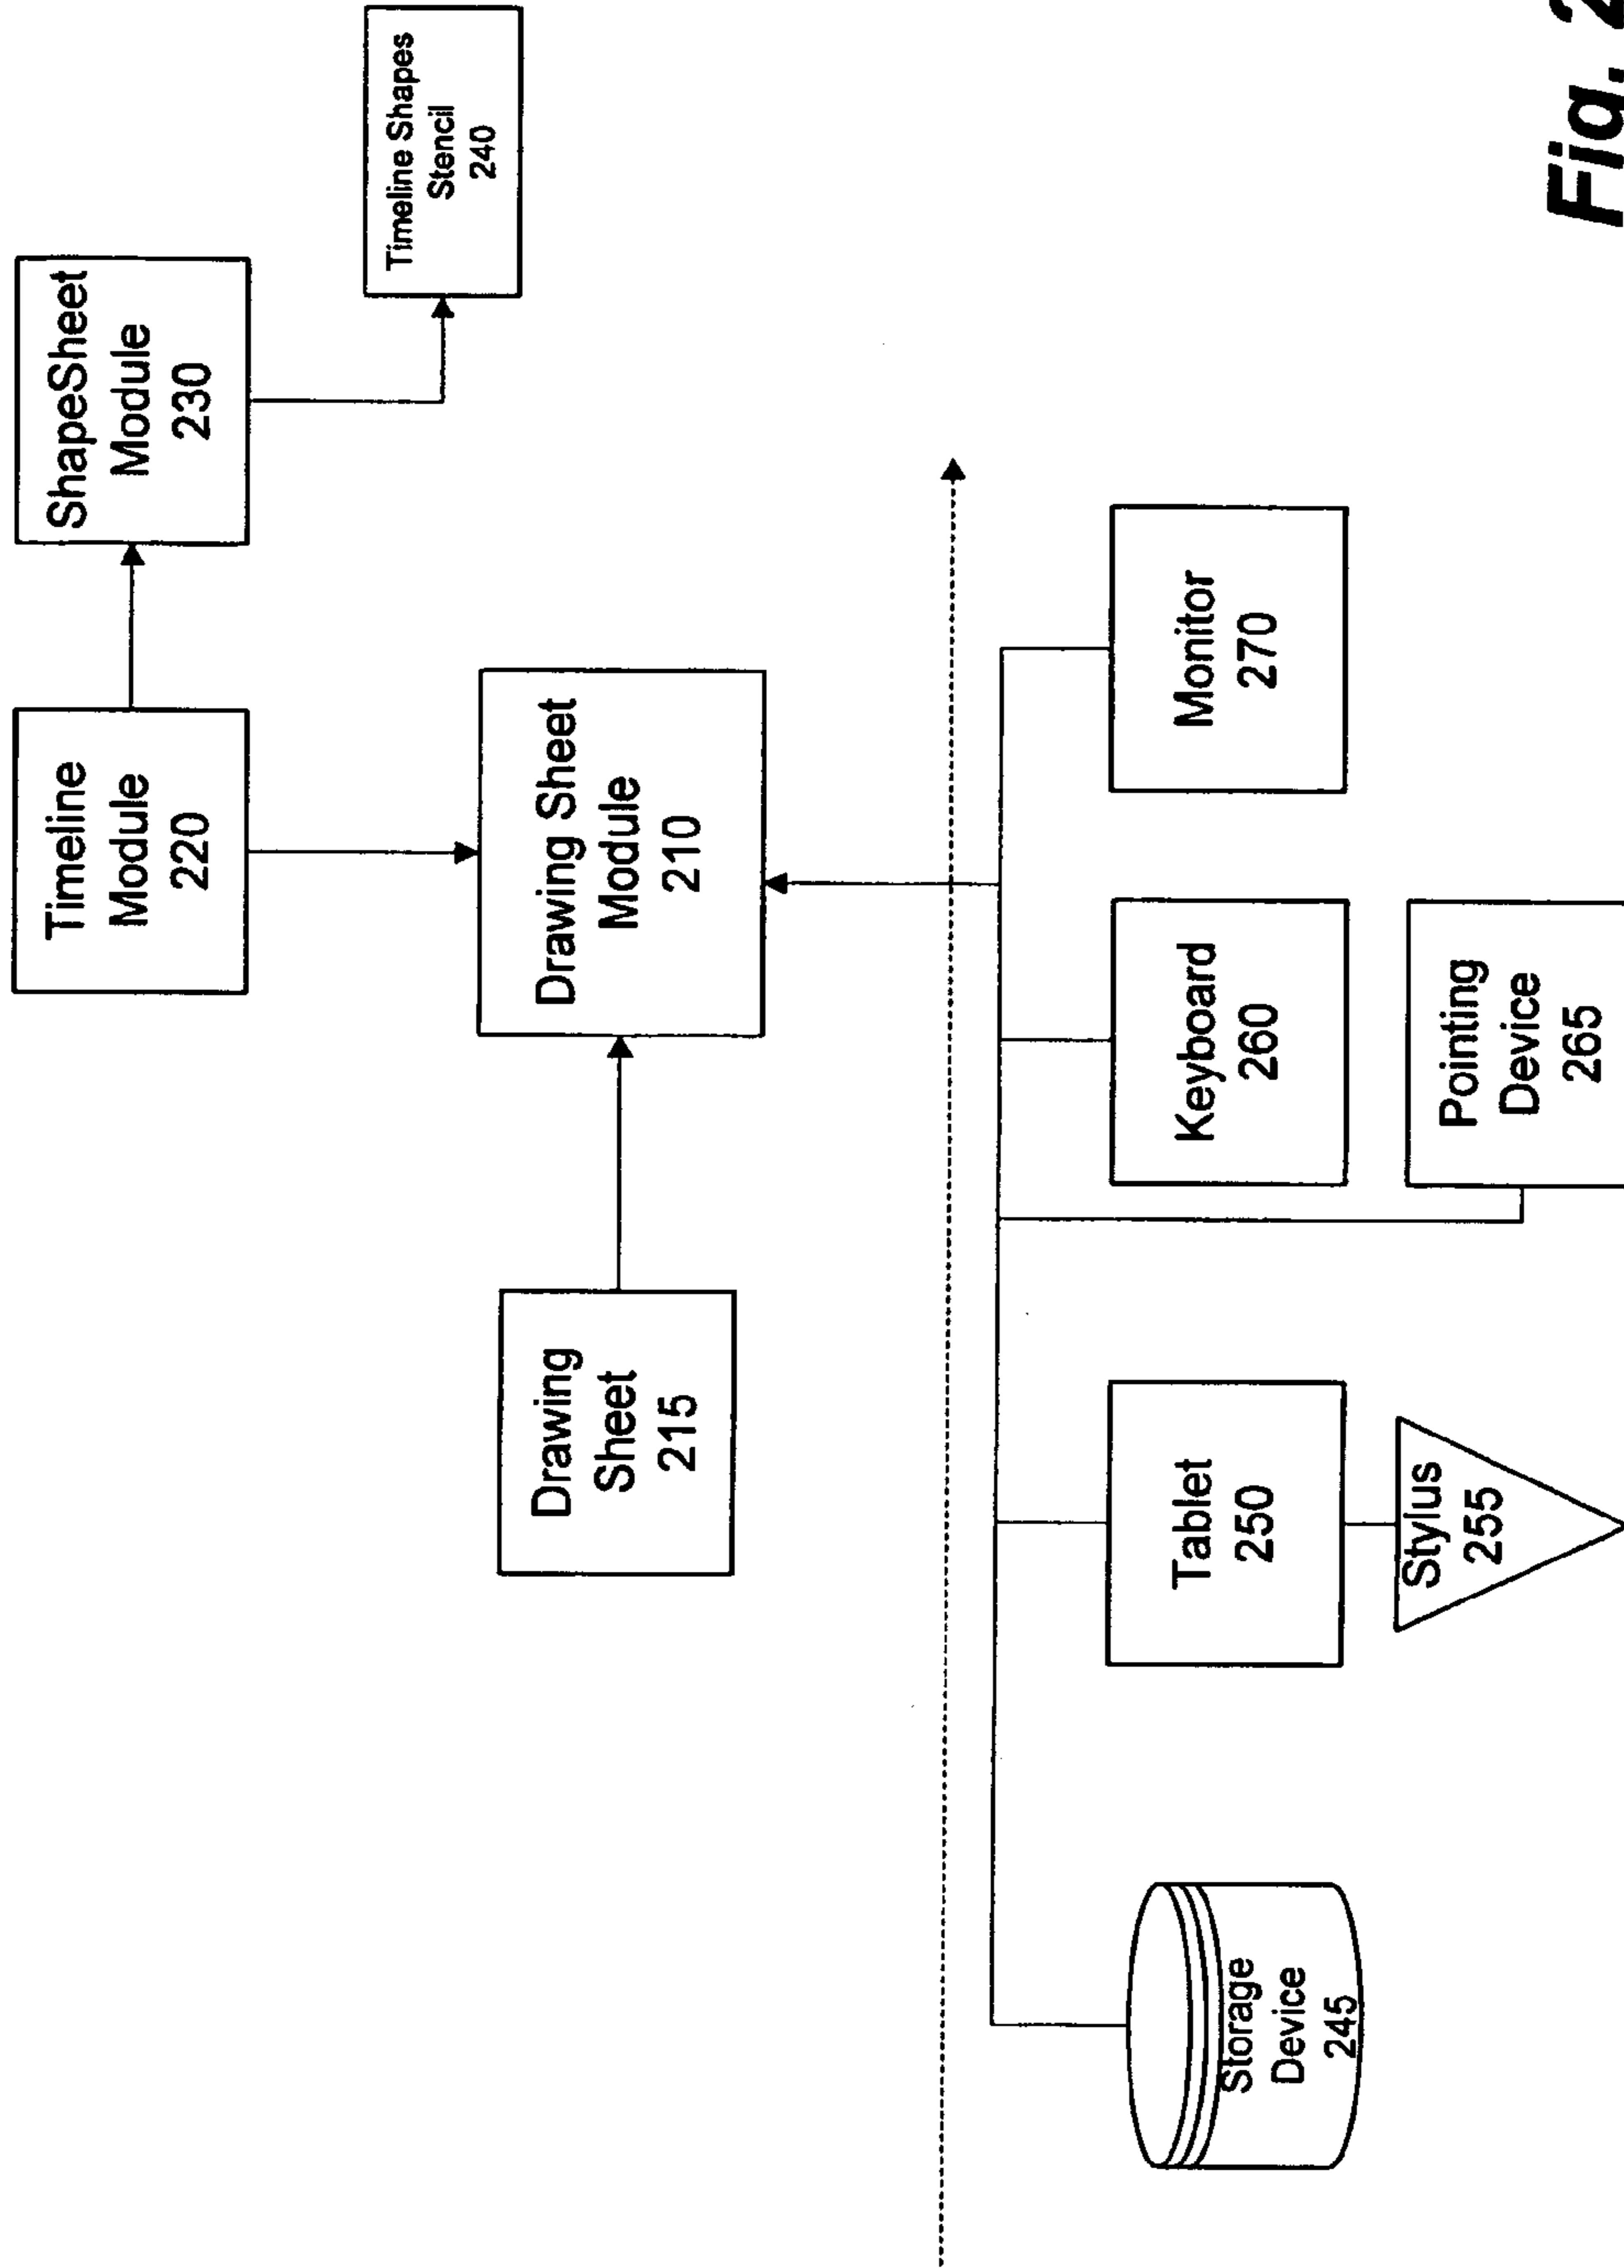 Timeline
Module
220
ShapeSheet
Module
230
Timeline Shapes
Stencil
240
Drawing
Sheet
215
Drawing Sheet
Module
210
Storage
Device
245
Tablet
250
Stylus
255
Keyboard
260
Pointing
Device
265
Monitor
270
Fig. 2